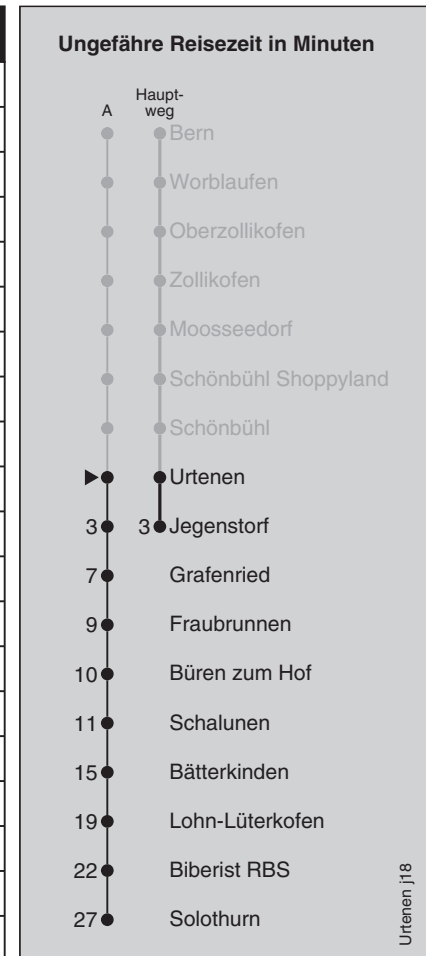 Ungefähre Reisezeit in Minuten
A
Haupt-
weg
Bern
Worblaufen
Oberzollikofen
Zollikofen
Moosseedorf
Schönbühl Shoppyland
Schönbühl
Urtenen
3 3 Jegenstorf
7 Grafenried
9 Fraubrunnen
10 Büren zum Hof
11 Schalunen
15 Bätterkinden
19 Lohn-Lüterkofen
22 Biberist RBS
27 Solothurn
Urtenen j18